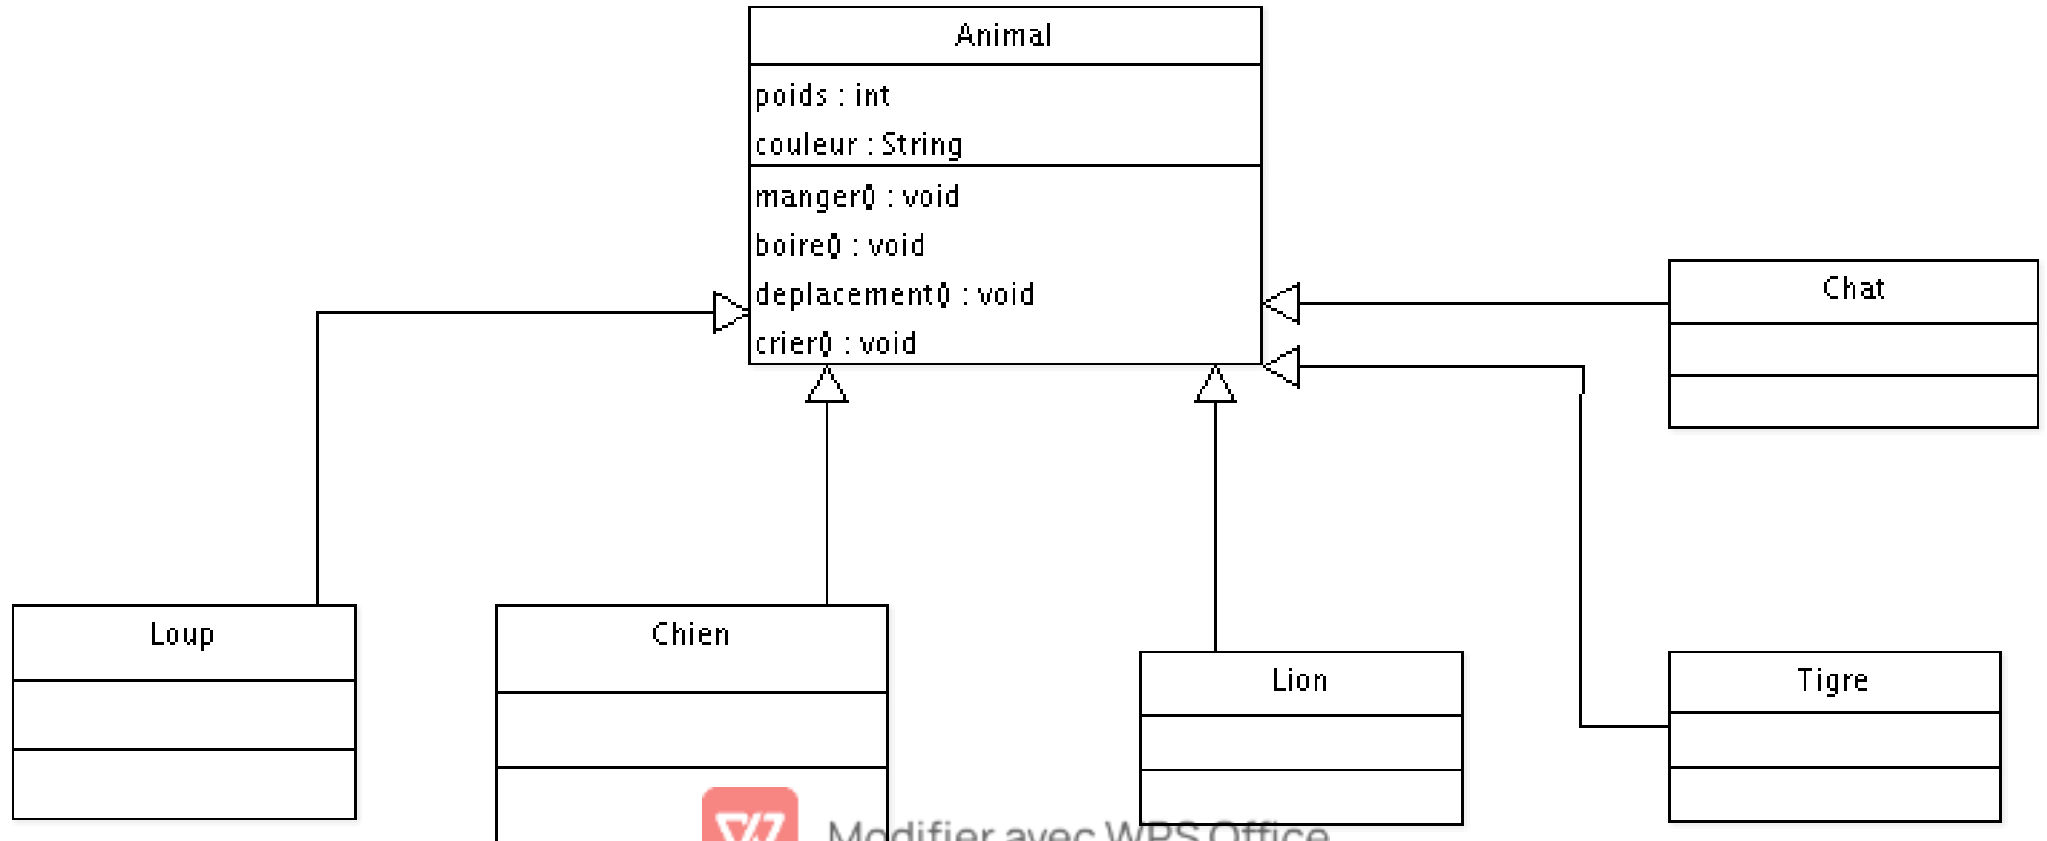 Animal
poids : int
couleur : String
manger() : void
boire() : void
deplacement() : void
crier() : void
Chat
Loup
Chien
Lion
Tigre
Modifier avec WPS Office